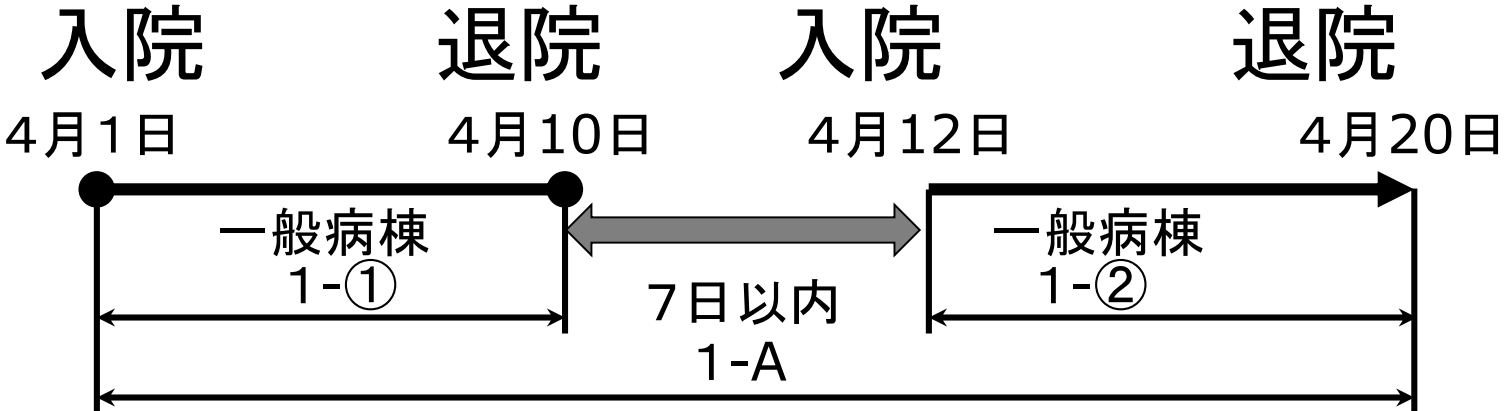 入院 退院 入院 退院
４月１日 ４月10日 ４月12日 ４月20日
一般病棟 一般病棟
１-① １-②
７日以内
１-A